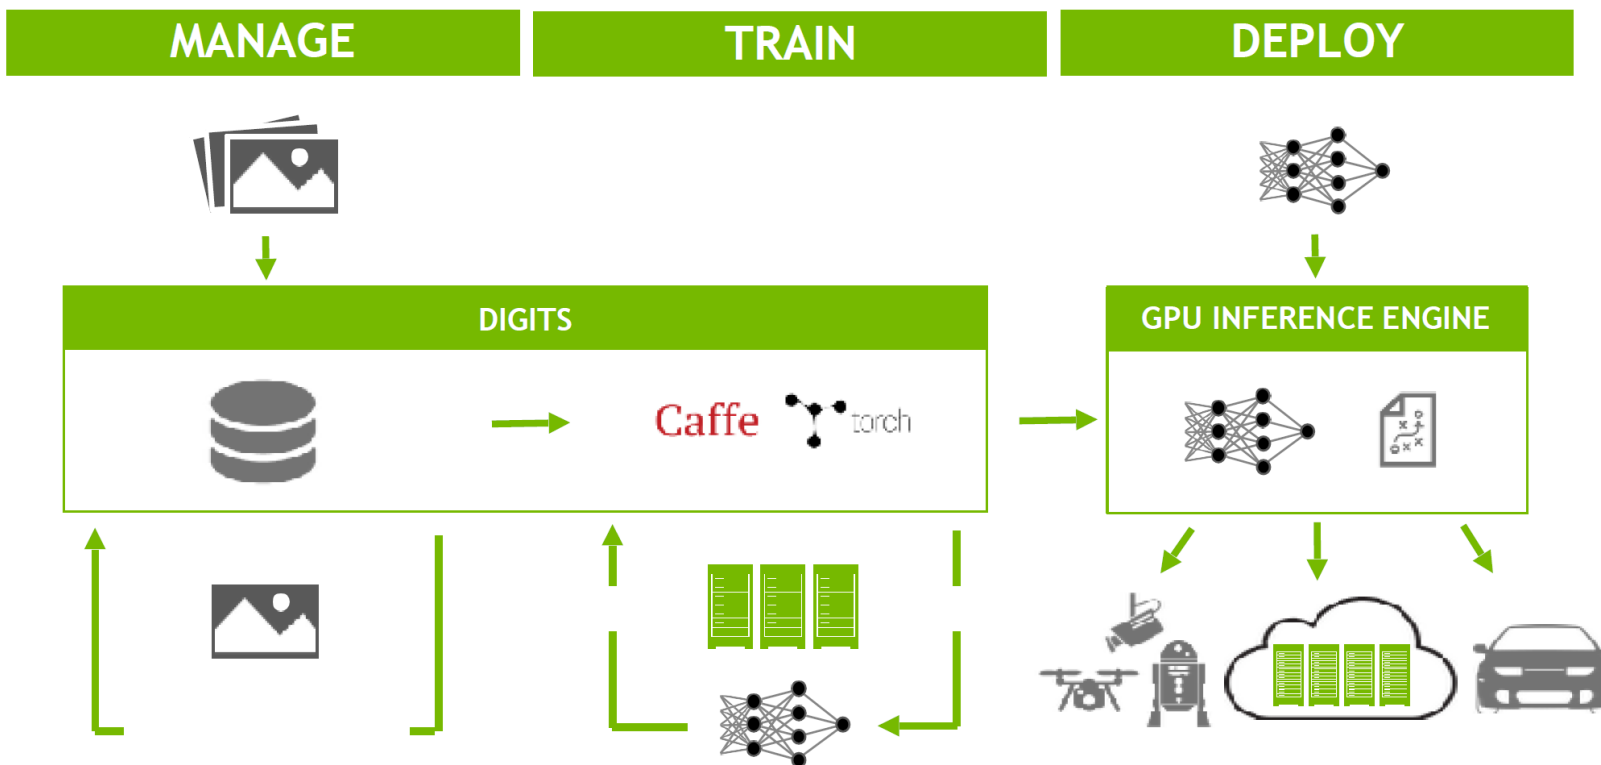 MANAGE
TRAIN
DEPLOY
DIGITS
GPU INFERENCE ENGINE
Caffe
torch